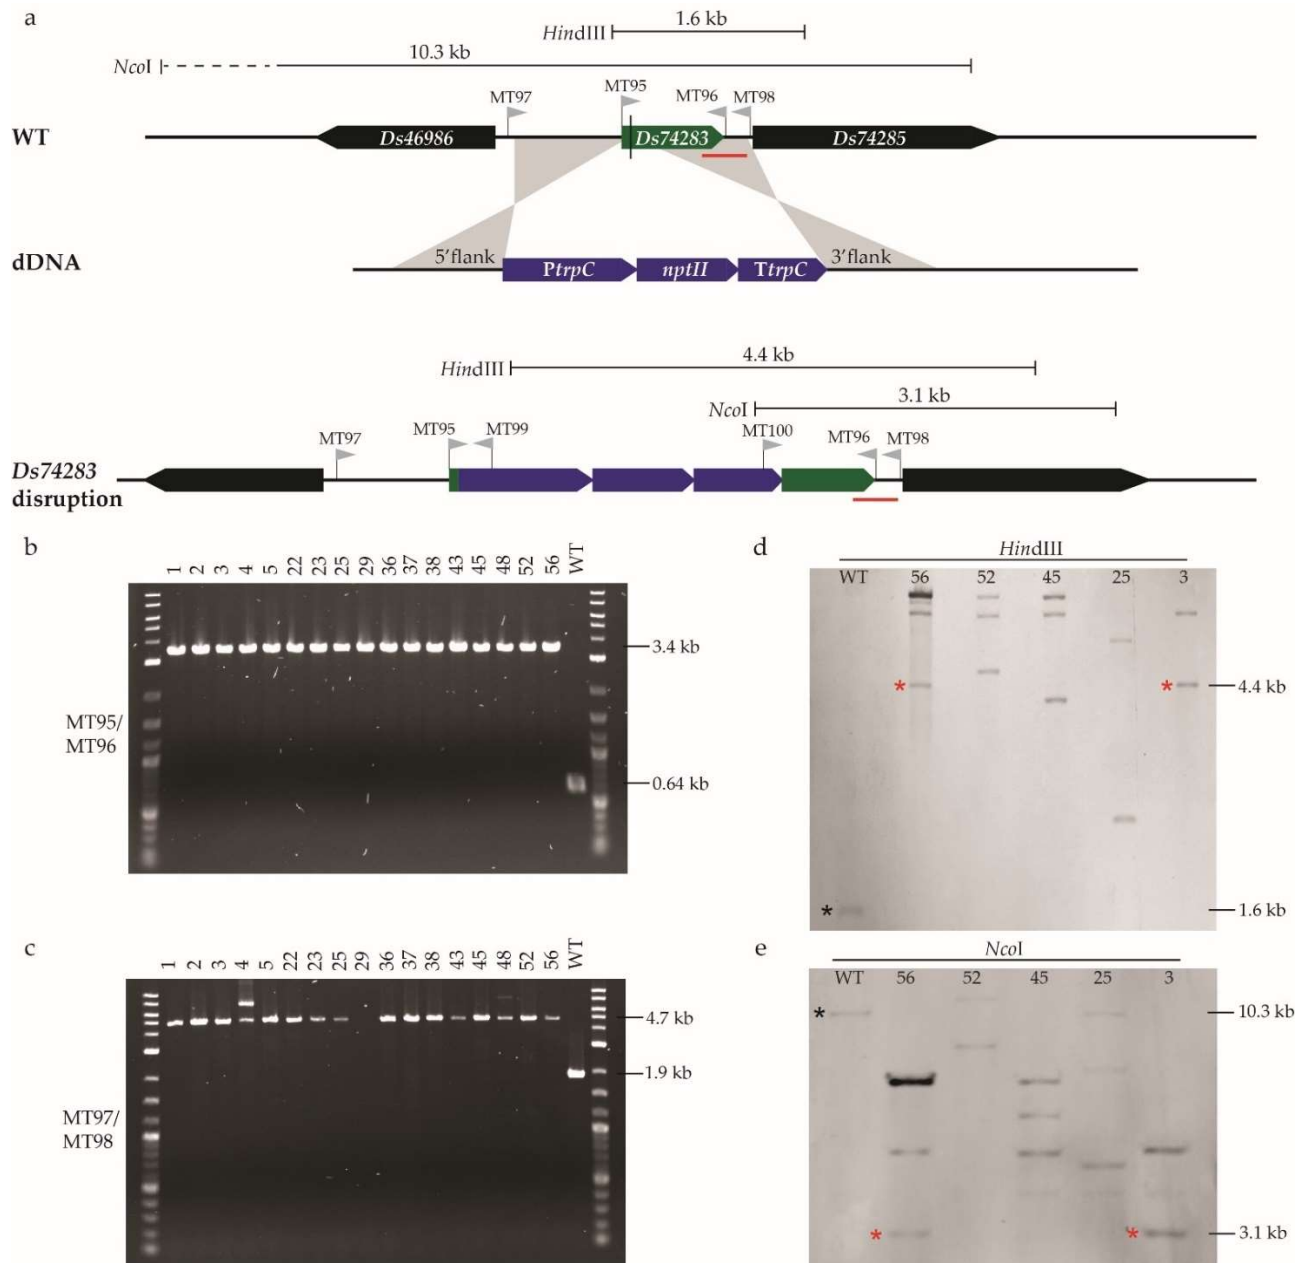 a
1.6 kb
HindIII
10.3 kb
NcoI
MT97 MT95 MT96 MT98
WT Ds46986 Ds74283 Ds74285
dDNA 5'flank PtrpC nptII TtrpC 3'flank
4.4 kb
HindIII
3.1 kb
NcoI
MT97 MT95 MT99 MT100 MT96 MT98
Ds74283
disruption
b
1 2 3 4 5 22 23 25 29 36 37 38 43 45 48 52 56 WT
3.4 kb
MT95/
MT96
0.64 kb
c
1 2 3 4 5 22 23 25 29 36 37 38 43 45 48 52 56 WT
4.7 kb
1.9 kb
MT97/
MT98
d
HindIII
WT 56 52 45 25 3
* * 4.4 kb
* 1.6 kb
e
NcoI
WT 56 52 45 25 3
* 10.3 kb
* * 3.1 kb